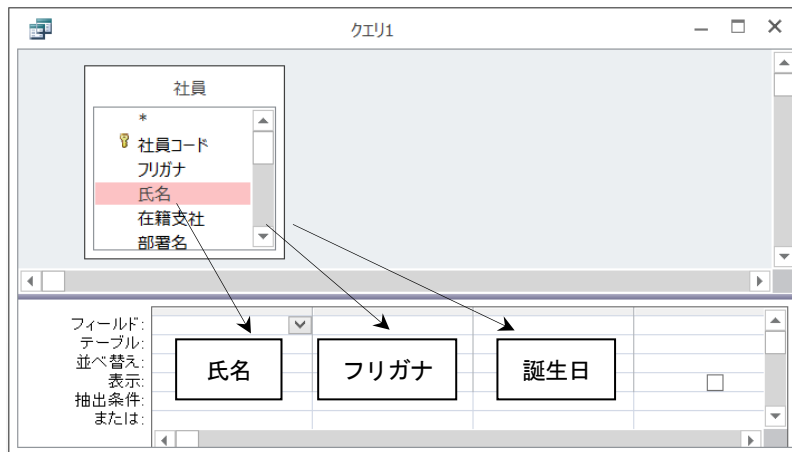 クエリ1
社員
*
社員コード
フリガナ
氏名
在籍支社
部署名
フィールド:
テーブル:
並べ替え:
表示:
抽出条件:
または:
氏名
フリガナ
誕生日